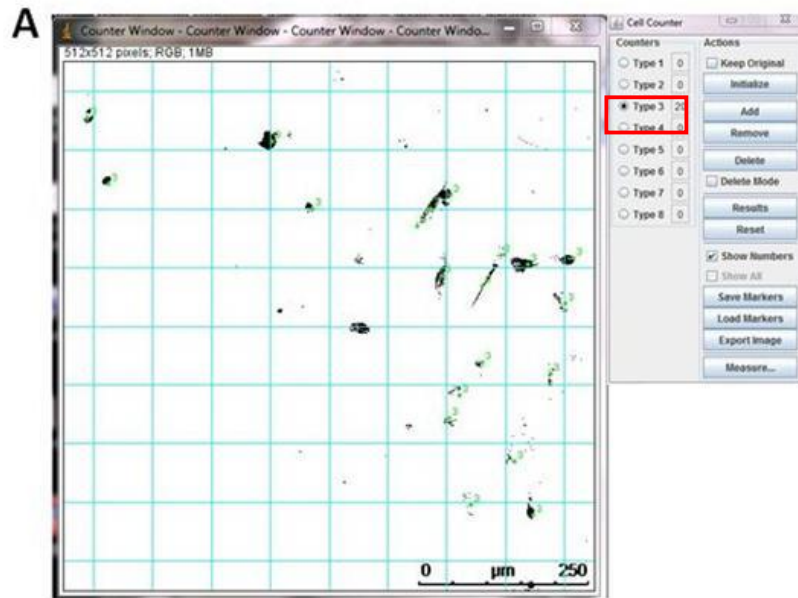 A
Counter Window - Counter Window - Counter Window - Counter Windo...
512x512 pixels; RGB; 1MB
0 μm 250
Cell Counter
Counters
Type 1 0
Type 2 0
Type 3 20
Type 4 0
Type 5 0
Type 6 0
Type 7 0
Type 8 0
Actions
Keep Original
Initialize
Add
Remove
Delete
Delete Mode
Results
Reset
Show Numbers
Show All
Save Markers
Load Markers
Export Image
Measure...